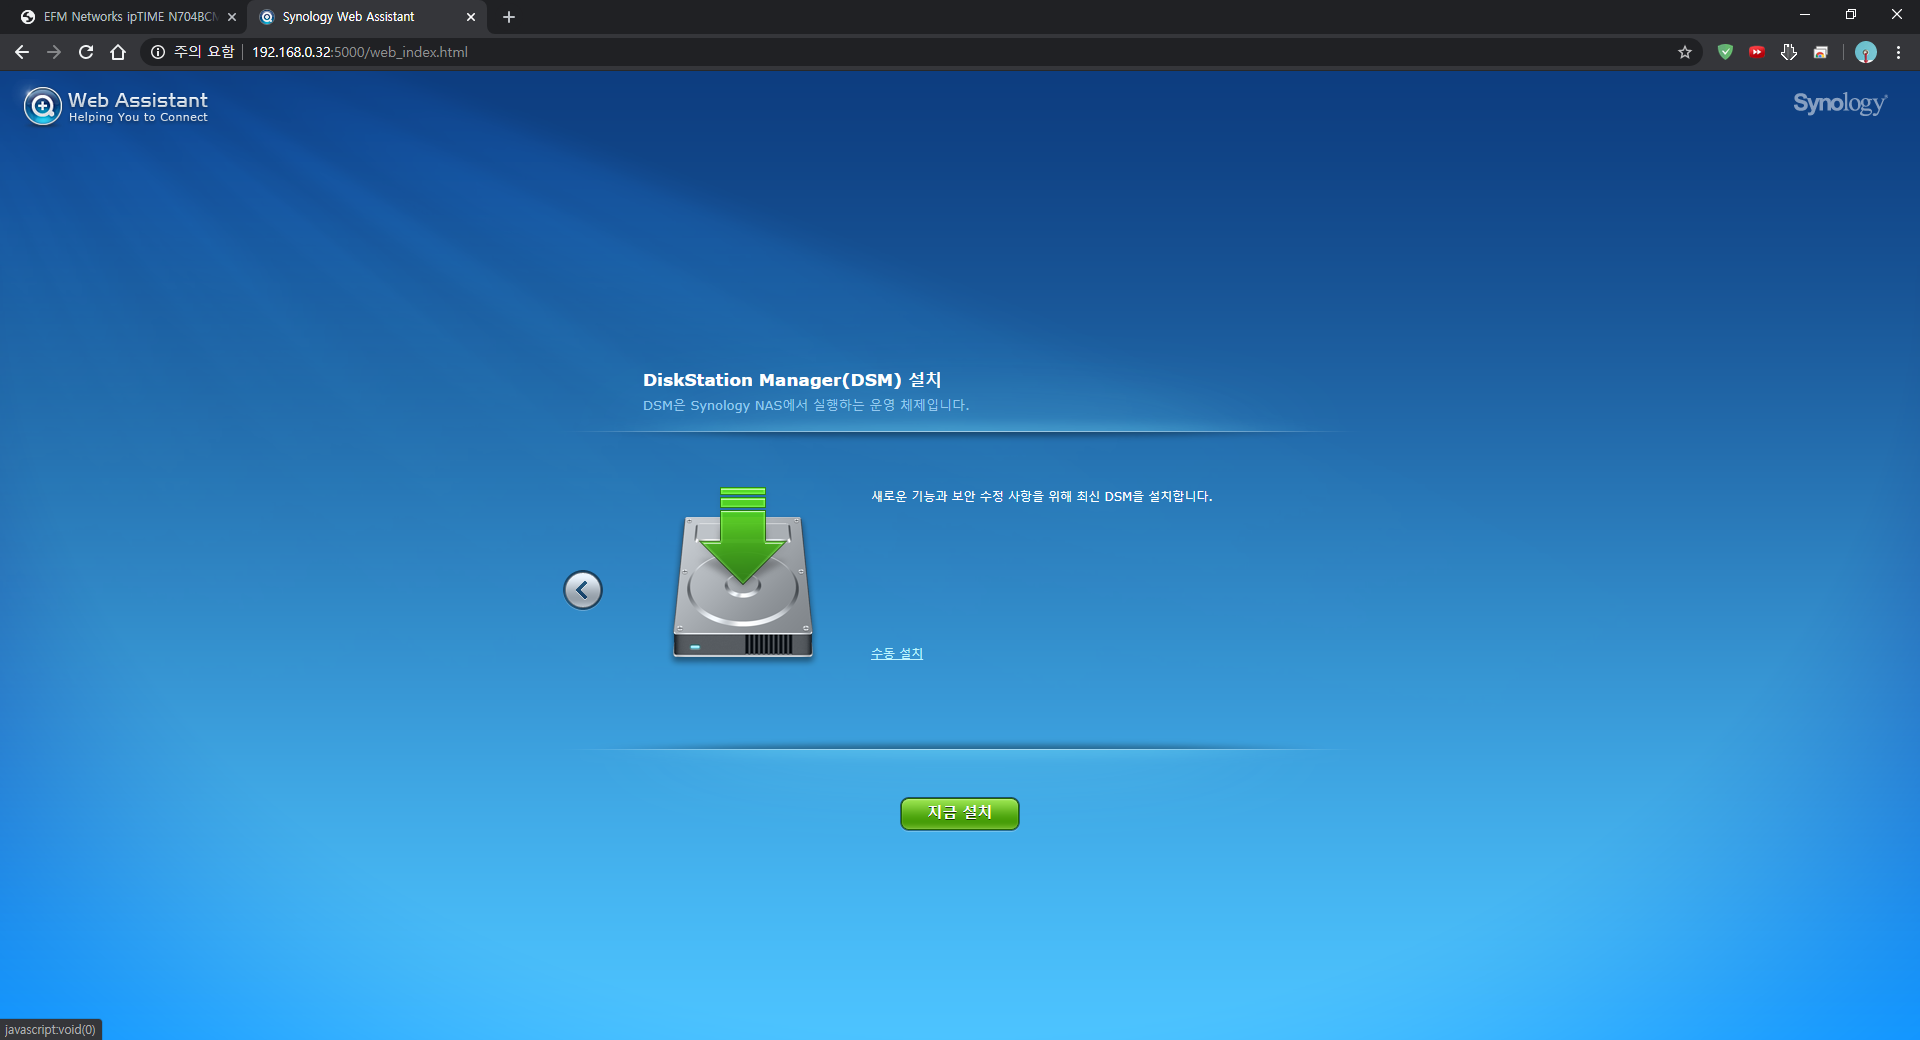 EFM Networks ipTIME N704BCM
Synology Web Assistant
주의 요함
192.168.0.32:5000/web_index.html
Web Assistant
Helping You to Connect
Synology
DiskStation Manager(DSM) 설치
DSM은 Synology NAS에서 실행하는 운영 체제입니다.
새로운 기능과 보안 수정 사항을 위해 최신 DSM을 설치합니다.
수동 설치
지금 설치
javascript:void(0)